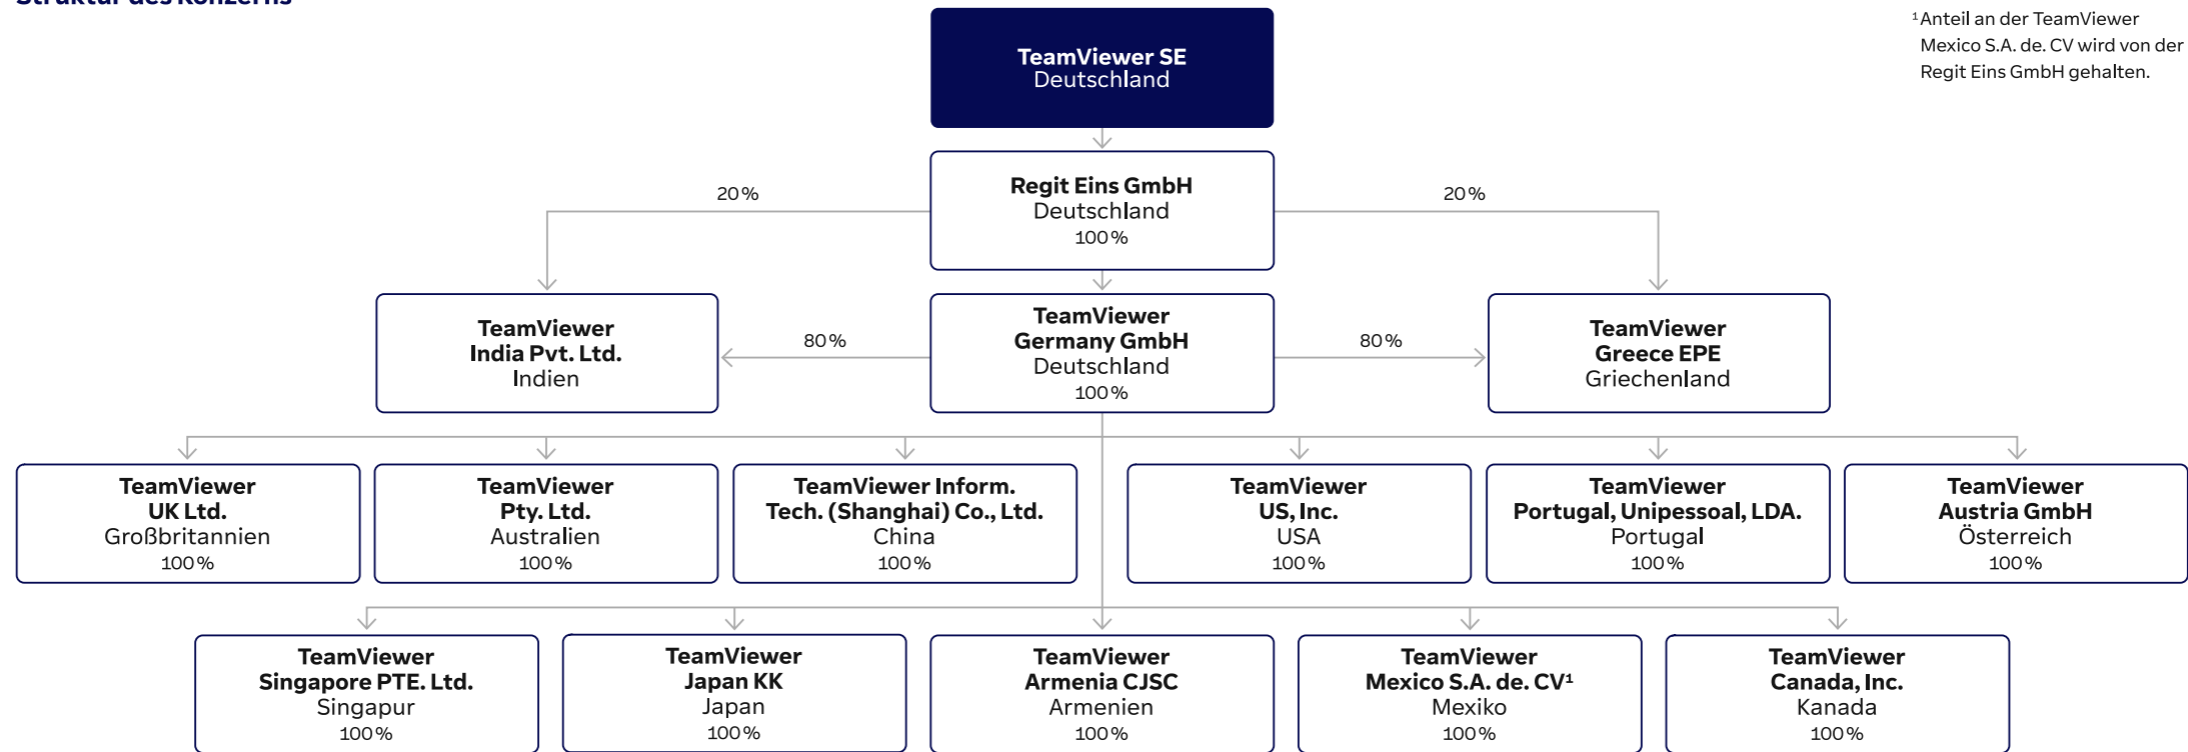 Struktur des Konzerns
¹Anteil an der TeamViewer
Mexico S.A. de. CV wird von der
Regit Eins GmbH gehalten.
TeamViewer SE
Deutschland
Regit Eins GmbH
Deutschland
100 %
20 %
20 %
TeamViewer
India Pvt. Ltd.
Indien
80 %
TeamViewer
Germany GmbH
Deutschland
100 %
80 %
TeamViewer
Greece EPE
Griechenland
TeamViewer
UK Ltd.
Großbritannien
100 %
TeamViewer
Pty. Ltd.
Australien
100 %
TeamViewer Inform.
Tech. (Shanghai) Co., Ltd.
China
100 %
TeamViewer
US, Inc.
USA
100 %
TeamViewer
Portugal, Unipessoal, LDA.
Portugal
100 %
TeamViewer
Austria GmbH
Österreich
100 %
TeamViewer
Singapore PTE. Ltd.
Singapur
100 %
TeamViewer
Japan KK
Japan
100 %
TeamViewer
Armenia CJSC
Armenien
100 %
TeamViewer
Mexico S.A. de. CV¹
Mexiko
100 %
TeamViewer
Canada, Inc.
Kanada
100 %